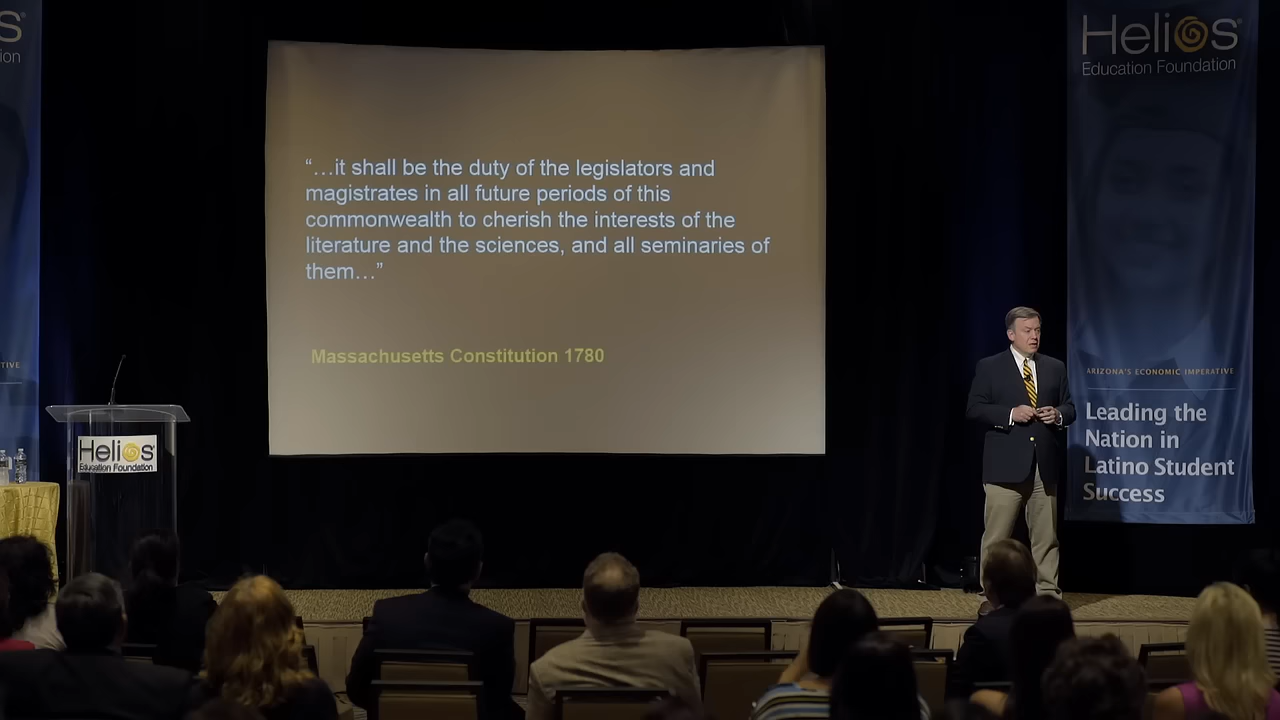 “…it shall be the duty of the legislators and
magistrates in all future periods of this
commonwealth to cherish the interests of the
literature and the sciences, and all seminaries of
them…”
Massachusetts Constitution 1780
Helios
Education Foundation
ARIZONA'S ECONOMIC IMPERATIVE
Leading the
Nation in
Latino Student
Success
Helios
Education Foundation
S
ion
TIVE